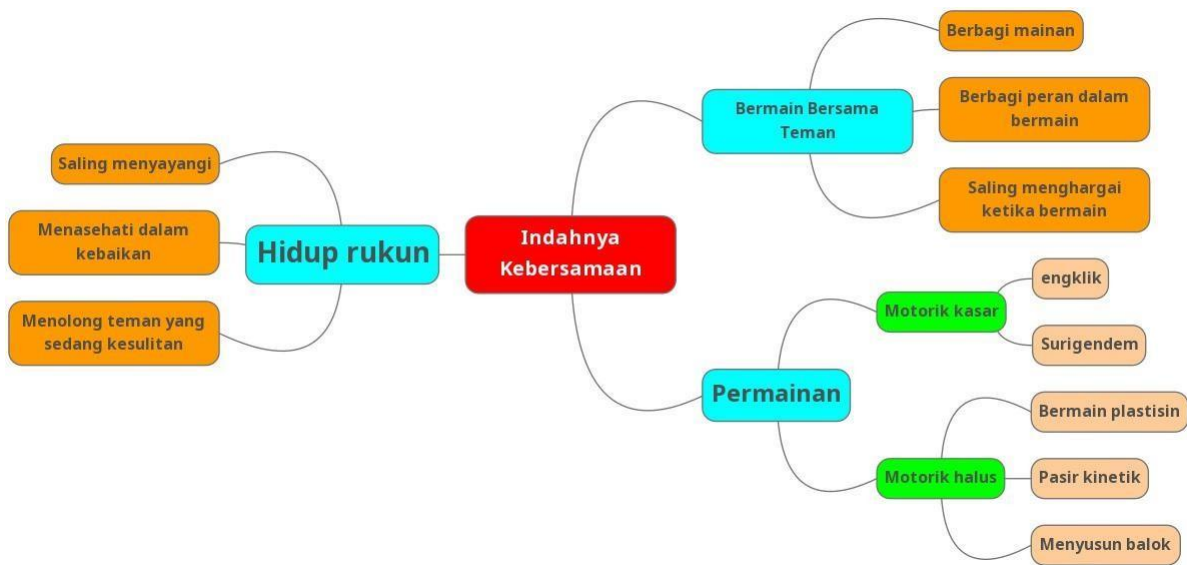 Indahnya
Kebersamaan
Hidup rukun
Saling menyayangi
Menasehati dalam
kebaikan
Menolong teman yang
sedang kesulitan
Bermain Bersama
Teman
Berbagi mainan
Berbagi peran dalam
bermain
Saling menghargai
ketika bermain
Permainan
Motorik kasar
engklik
Surigendem
Motorik halus
Bermain plastisin
Pasir kinetik
Menyusun balok